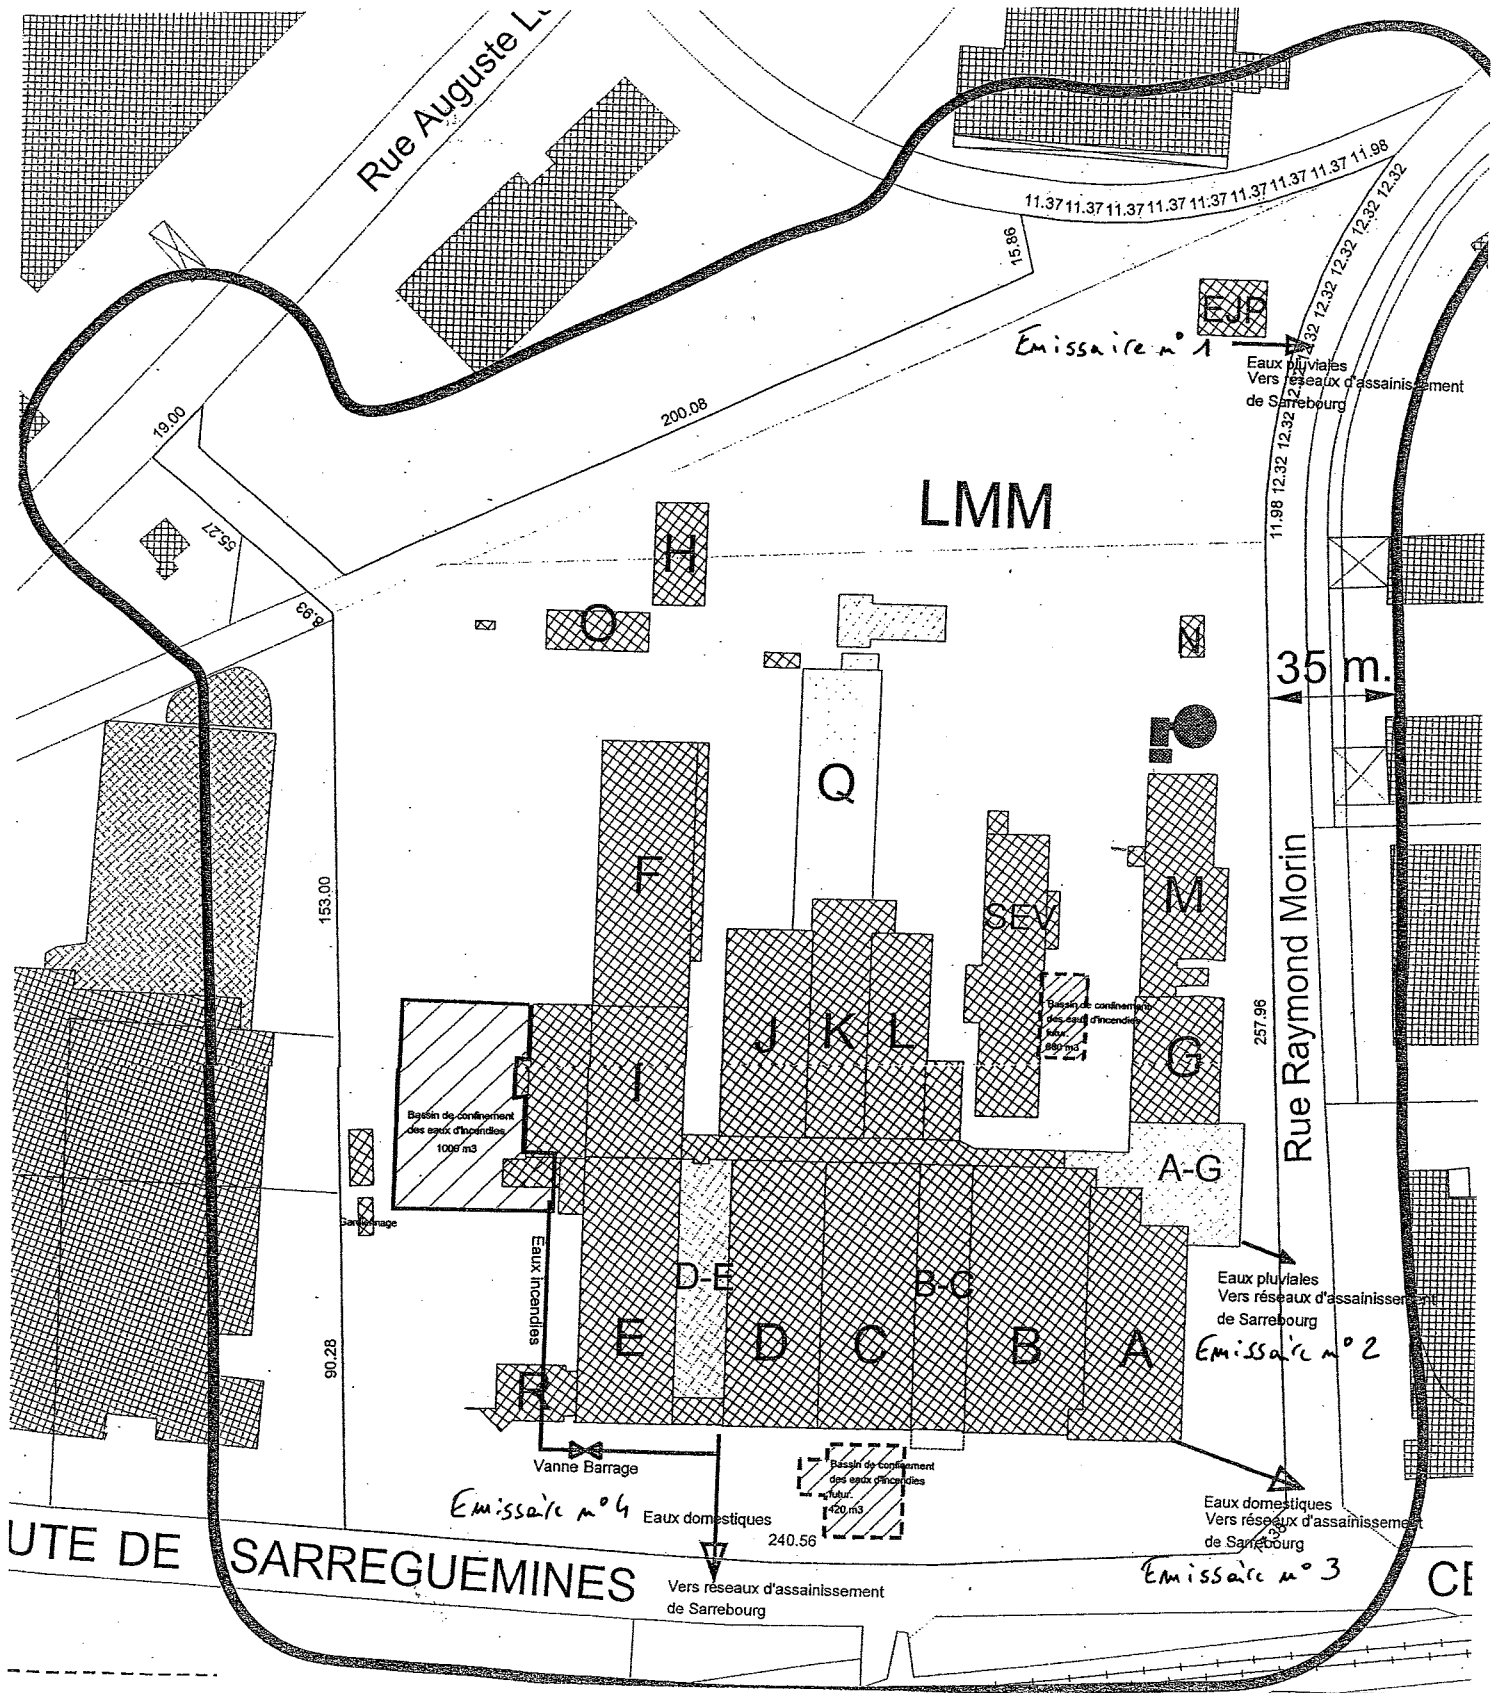 Rue Auguste L
11.37 11.37 11.37 11.37 11.37 11.37 11.37 11.37 11.98
12.32 12.32 12.32 12.32 12.32
15.86
EJP
Emissaire n° 1
Eaux pluviales
Vers réseaux d'assainissement
de Sarrebourg
11.98 12.32 12.32 12.32
19.00
200.08
LMM
55.27
H
O
8.93
N
35 m.
Q
F
SEV
M
153.00
Rue Raymond Morin
257.96
J K L
Bassin de confinement
des eaux d'incendies
futur.
680 m3
G
I
Bassin de confinement
des eaux d'incendies
1000 m3
A-G
Gardiennage
Eaux incendies
D-E
B-C
Eaux pluviales
Vers réseaux d'assainissement
de Sarrebourg
Emissaire n° 2
E
D
C
B
A
90.28
R
Vanne Barrage
Bassin de confinement
des eaux d'incendies
futur.
420 m3
Emissaire n° 4
Eaux domestiques
240.56
Eaux domestiques
Vers réseaux d'assainissement
de Sarrebourg
Emissaire n° 3
UTE DE SARREGUEMINES
CE
Vers réseaux d'assainissement
de Sarrebourg